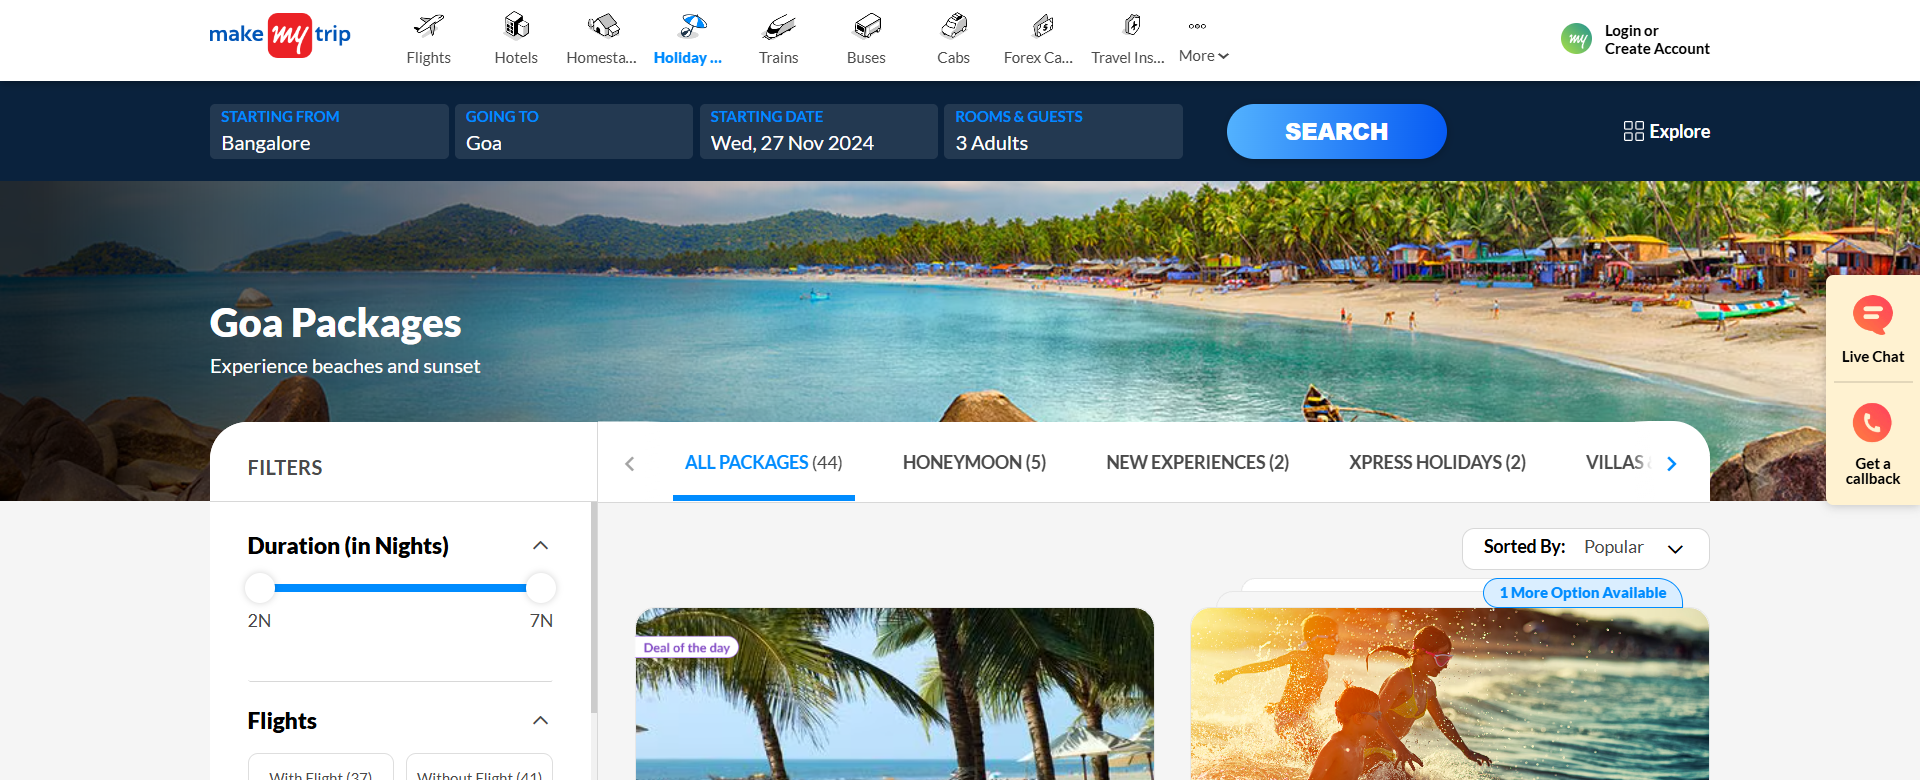 make my trip
Flights
Hotels
Homesta...
Holiday ...
Trains
Buses
Cabs
Forex Ca...
Travel Ins...
More
my
Login or
Create Account
STARTING FROM
Bangalore
GOING TO
Goa
STARTING DATE
Wed, 27 Nov 2024
ROOMS & GUESTS
3 Adults
SEARCH
Explore
Goa Packages
Experience beaches and sunset
Live Chat
Get a
callback
FILTERS
ALL PACKAGES (44)
HONEYMOON (5)
NEW EXPERIENCES (2)
XPRESS HOLIDAYS (2)
VILLAS
Duration (in Nights)
2N
7N
Sorted By: Popular
1 More Option Available
Deal of the day
Flights
With Flight (37)
Without Flight (41)